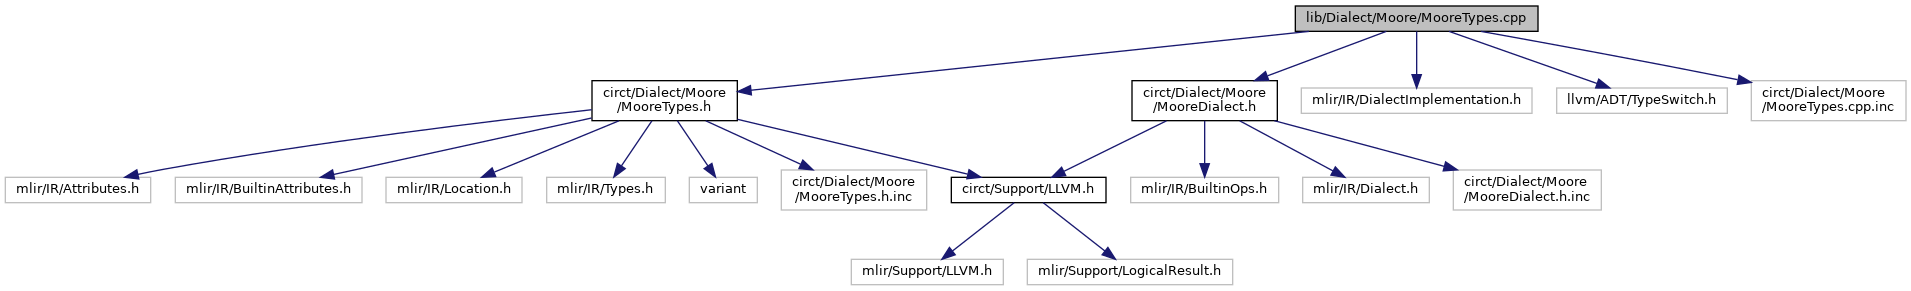 lib/Dialect/Moore/MooreTypes.cpp
circt/Dialect/Moore
/MooreTypes.h
circt/Dialect/Moore
/MooreDialect.h
mlir/IR/DialectImplementation.h
llvm/ADT/TypeSwitch.h
circt/Dialect/Moore
/MooreTypes.cpp.inc
mlir/IR/Attributes.h
mlir/IR/BuiltinAttributes.h
mlir/IR/Location.h
mlir/IR/Types.h
variant
circt/Dialect/Moore
/MooreTypes.h.inc
circt/Support/LLVM.h
mlir/IR/BuiltinOps.h
mlir/IR/Dialect.h
circt/Dialect/Moore
/MooreDialect.h.inc
mlir/Support/LLVM.h
mlir/Support/LogicalResult.h